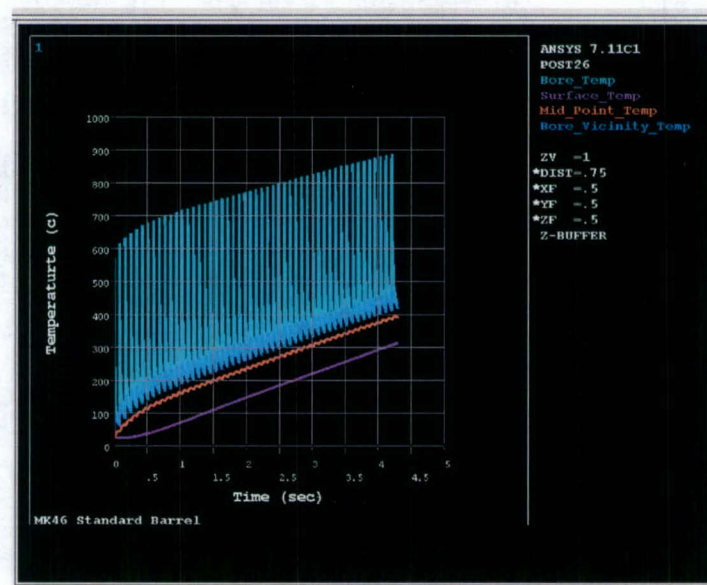 1
ANSYS 7.11C1
POST26
Bore_Temp
Surface_Temp
Mid_Point_Temp
Bore_Vicinity_Temp
ZV =1
*DIST=.75
*XF =.5
*YF =.5
*ZF =.5
Z-BUFFER
1000
900
800
700
600
500
400
300
200
100
0
Temperaturte (c)
0 1 2 3 4 5
.5 1.5 2.5 3.5 4.5
Time (sec)
MK46 Standard Barrel